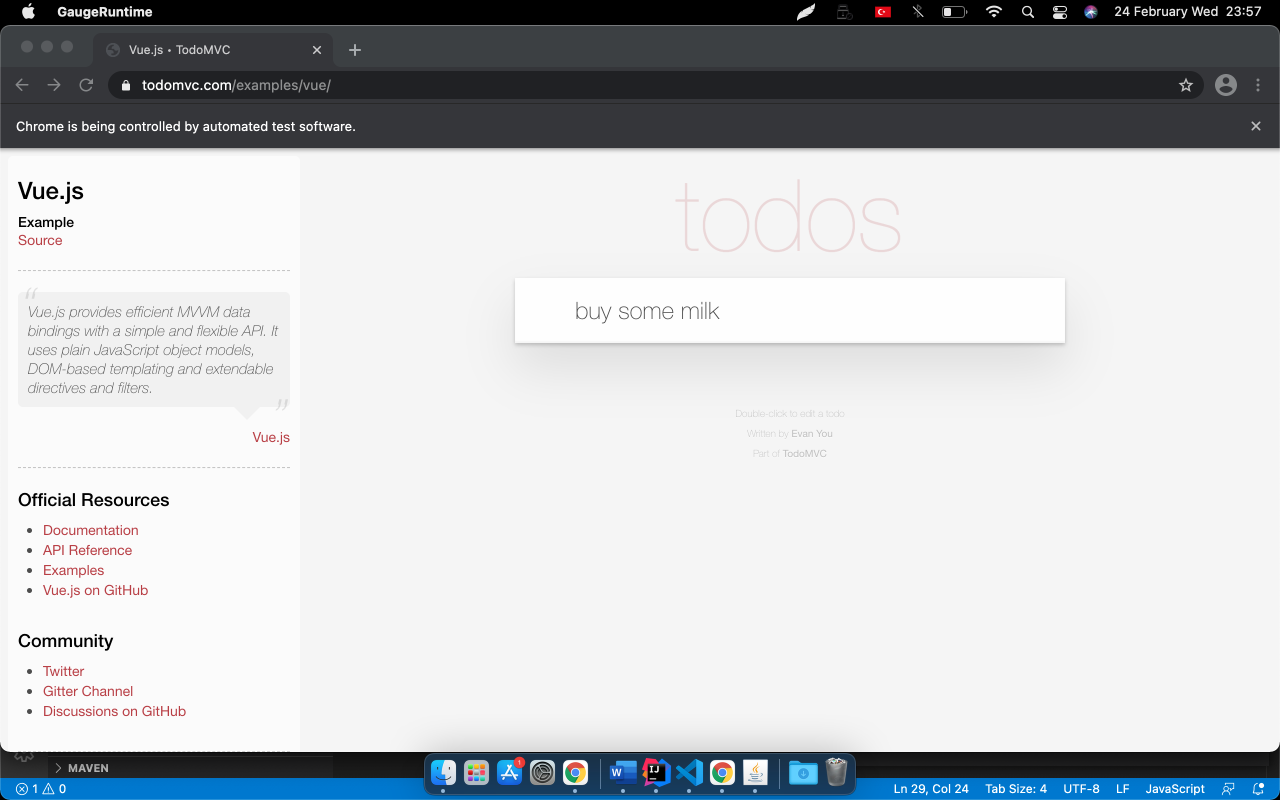 GaugeRuntime
24 February Wed 23:57
Vue.js • TodoMVC
todomvc.com/examples/vue/
Chrome is being controlled by automated test software.
Vue.js
Example
Source
“
Vue.js provides efficient MVVM data
bindings with a simple and flexible API. It
uses plain JavaScript object models,
DOM-based templating and extendable
directives and filters.
”
Vue.js
Official Resources
Documentation
API Reference
Examples
Vue.js on GitHub
Community
Twitter
Gitter Channel
Discussions on GitHub
todos
buy some milk
Double-click to edit a todo
Written by Evan You
Part of TodoMVC
MAVEN
1
W
IJ
1 0
Ln 29, Col 24 Tab Size: 4 UTF-8 LF JavaScript